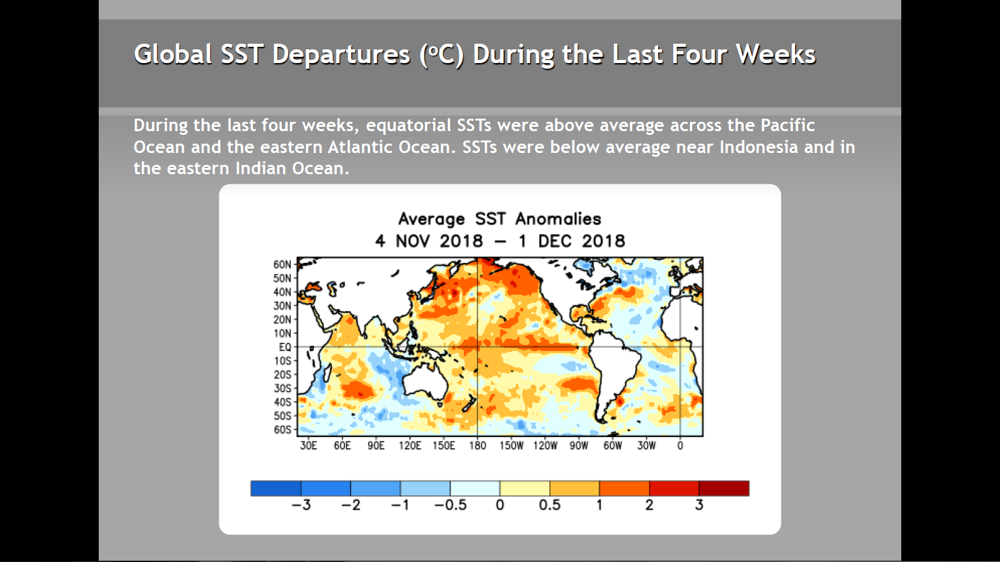 Global SST Departures (ºC) During the Last Four Weeks
During the last four weeks, equatorial SSTs were above average across the Pacific
Ocean and the eastern Atlantic Ocean. SSTs were below average near Indonesia and in
the eastern Indian Ocean.
Average SST Anomalies
4 NOV 2018 – 1 DEC 2018
60N
50N
40N
30N
20N
10N
EQ
10S
20S
30S
40S
50S
60S
30E 60E 90E 120E 150E 180 150W 120W 90W 60W 30W 0
−3 −2 −1 −0.5 0 0.5 1 2 3